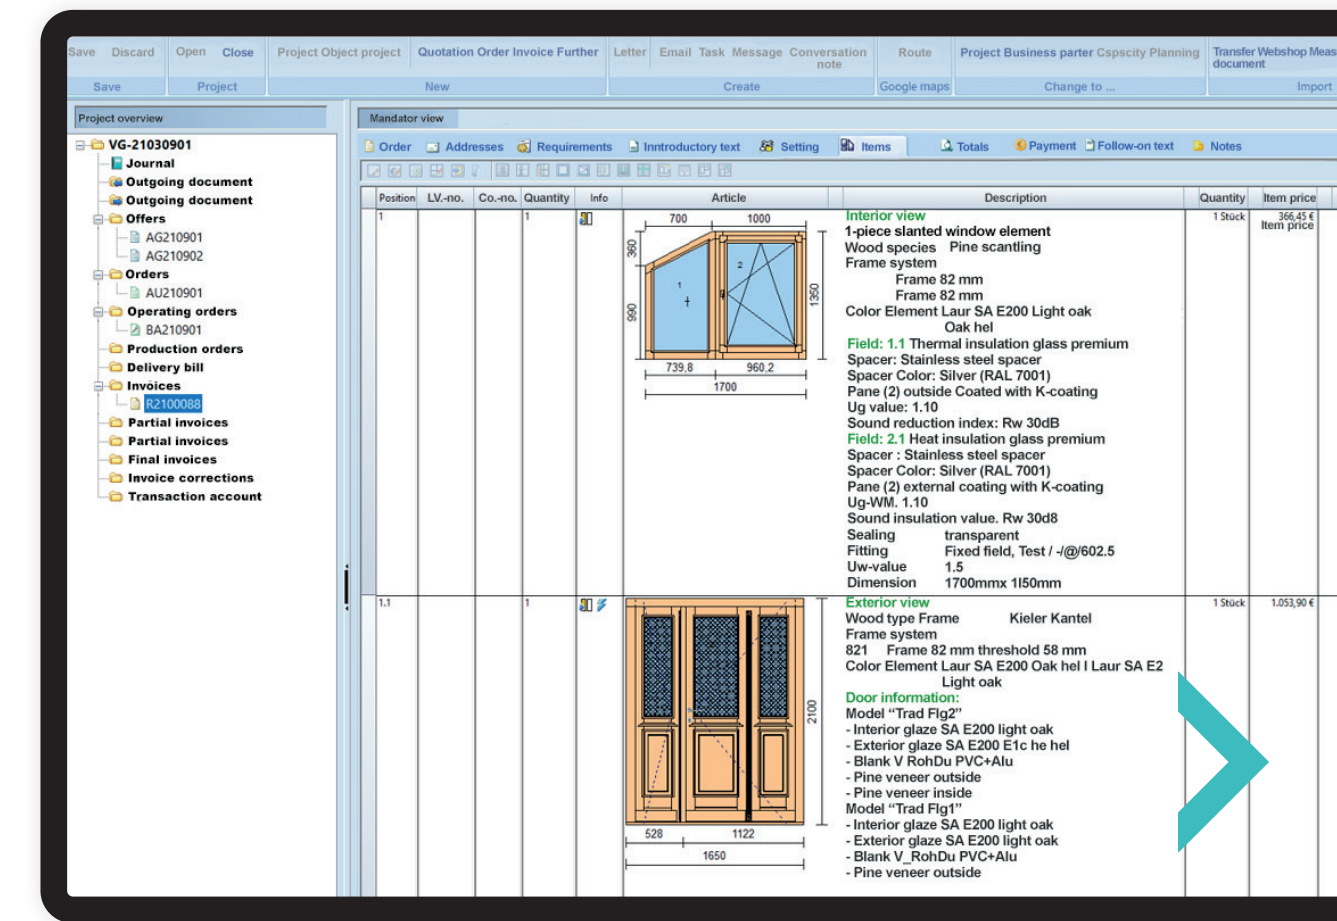 Save Discard Open Close Project Object project Quotation Order Invoice Further Letter Email Task Message Conversation note Route Project Business parter Cspscity Planning Transfer Webshop Meas
document
Save Project New Create Google maps Change to ... Import
Project overview
VG-21030901
Journal
Outgoing document
Outgoing document
Offers
AG210901
AG210902
Orders
AU210901
Operating orders
BA210901
Production orders
Delivery bill
Invoices
R2100088
Partial invoices
Partial invoices
Final invoices
Invoice corrections
Transaction account
Mandator view
Order Addresses Requirements Inntroductory text Setting Items Totals Payment Follow-on text Notes
Position LV.-no. Co.-no. Quantity Info Article Description Quantity Item price
1 1 1 Stück 366,45 €
Item price
700 1000
360
990
1
2
1350
739,8 960,2
1700
Interior view
1-piece slanted window element
Wood species Pine scantling
Frame system
Frame 82 mm
Frame 82 mm
Color Element Laur SA E200 Light oak
Oak hel
Field: 1.1 Thermal insulation glass premium
Spacer: Stainless steel spacer
Spacer Color: Silver (RAL 7001)
Pane (2) outside Coated with K-coating
Ug value: 1.10
Sound reduction index: Rw 30dB
Field: 2.1 Heat insulation glass premium
Spacer : Stainless steel spacer
Spacer Color: Silver (RAL 7001)
Pane (2) external coating with K-coating
Ug-WM. 1.10
Sound insulation value. Rw 30d8
Sealing transparent
Fitting Fixed field, Test / -/@/602.5
Uw-value 1.5
Dimension 1700mmx 1I50mm
1.1 1 1 Stück 1.053,90 €
2100
528 1122
1650
Exterior view
Wood type Frame Kieler Kantel
Frame system
821 Frame 82 mm threshold 58 mm
Color Element Laur SA E200 Oak hel I Laur SA E2
Light oak
Door information:
Model “Trad Flg2”
- Interior glaze SA E200 light oak
- Exterior glaze SA E200 E1c he hel
- Blank V RohDu PVC+Alu
- Pine veneer outside
- Pine veneer inside
Model “Trad Flg1”
- Interior glaze SA E200 light oak
- Exterior glaze SA E200 light oak
- Blank V_RohDu PVC+Alu
- Pine veneer outside